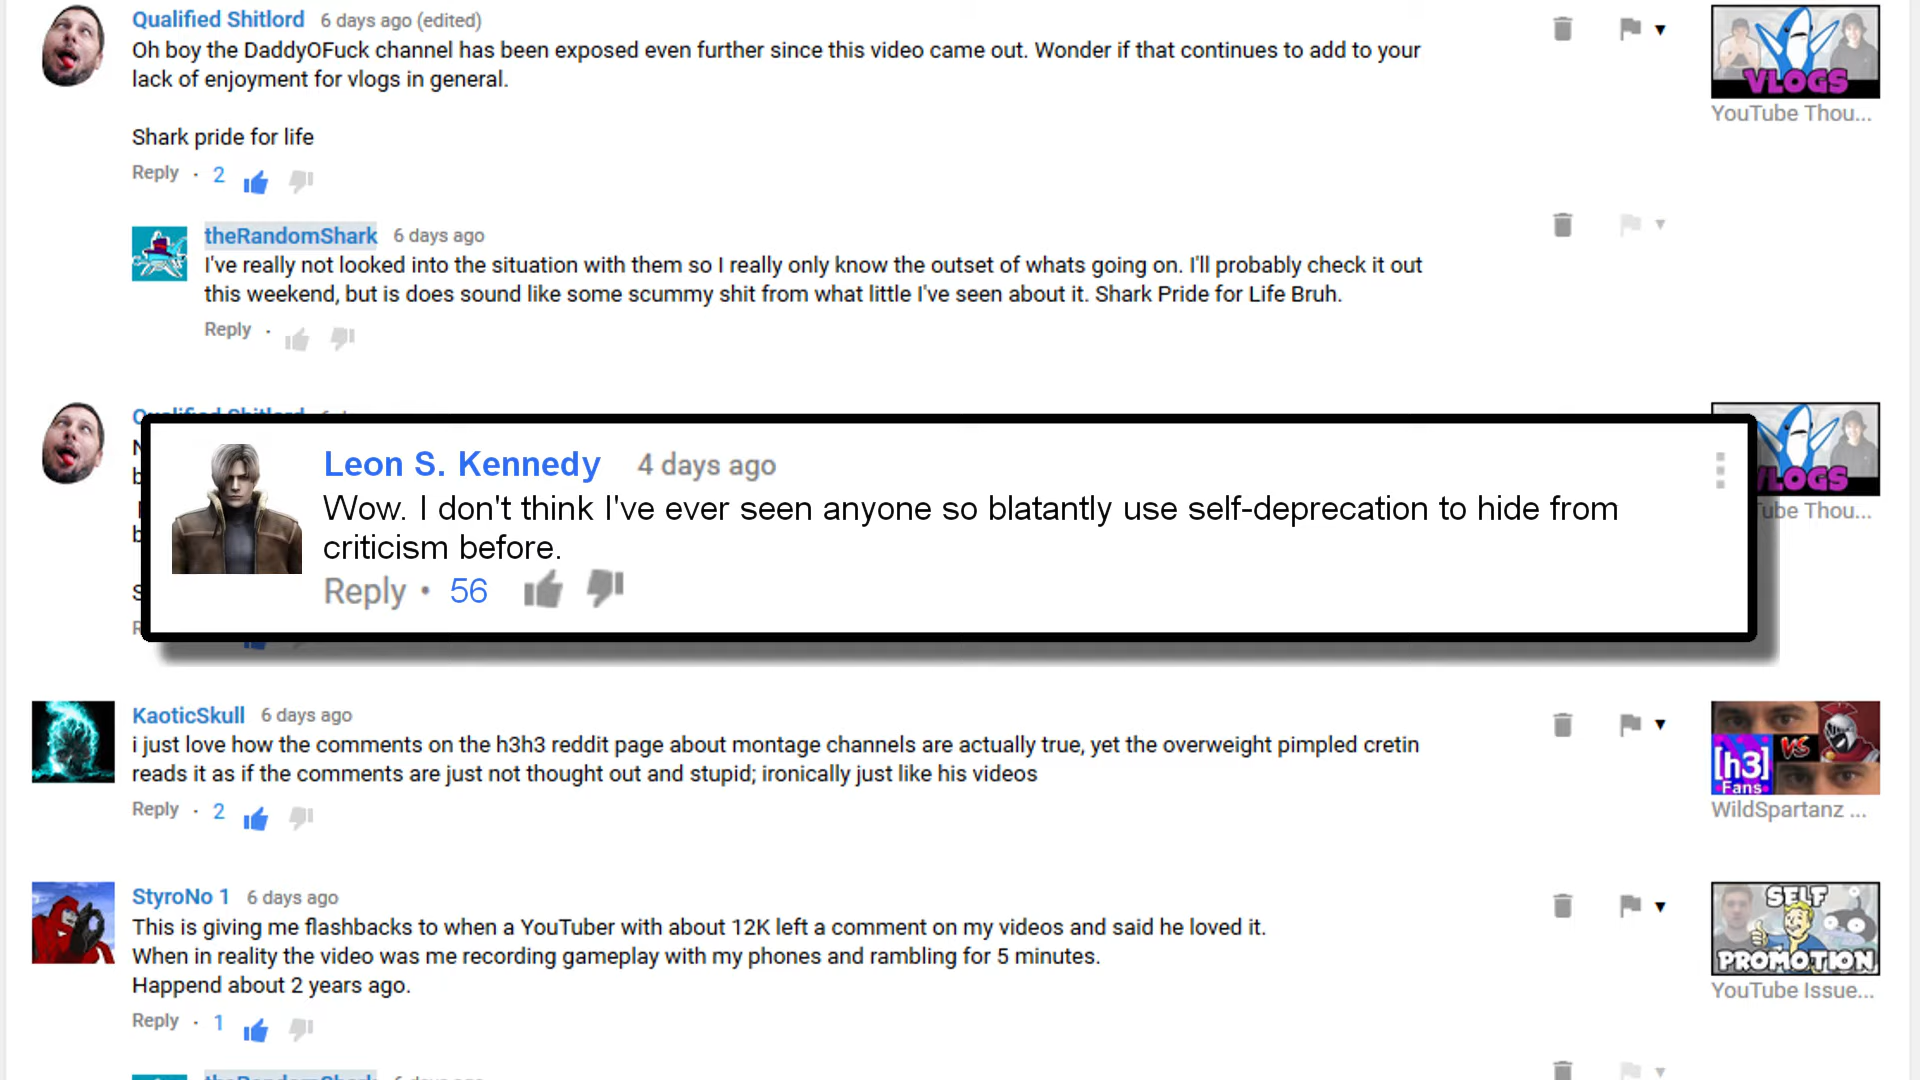 Qualified Shitlord 6 days ago (edited)
Oh boy the DaddyOFuck channel has been exposed even further since this video came out. Wonder if that continues to add to your
lack of enjoyment for vlogs in general.
Shark pride for life
Reply · 2
VLOGS
YouTube Thou...
theRandomShark 6 days ago
I've really not looked into the situation with them so I really only know the outset of whats going on. I'll probably check it out
this weekend, but is does sound like some scummy shit from what little I've seen about it. Shark Pride for Life Bruh.
Reply ·
Qualified Shitlord
Leon S. Kennedy 4 days ago
Wow. I don't think I've ever seen anyone so blatantly use self-deprecation to hide from
criticism before.
Reply • 56
VLOGS
Thou...
KaoticSkull 6 days ago
i just love how the comments on the h3h3 reddit page about montage channels are actually true, yet the overweight pimpled cretin
reads it as if the comments are just not thought out and stupid; ironically just like his videos
Reply · 2
[h3] VS
Fans
WildSpartanz ...
StyroNo 1 6 days ago
This is giving me flashbacks to when a YouTuber with about 12K left a comment on my videos and said he loved it.
When in reality the video was me recording gameplay with my phones and rambling for 5 minutes.
Happend about 2 years ago.
Reply · 1
SELF
PROMOTION
YouTube Issue...
theRandomShark 6 days ago